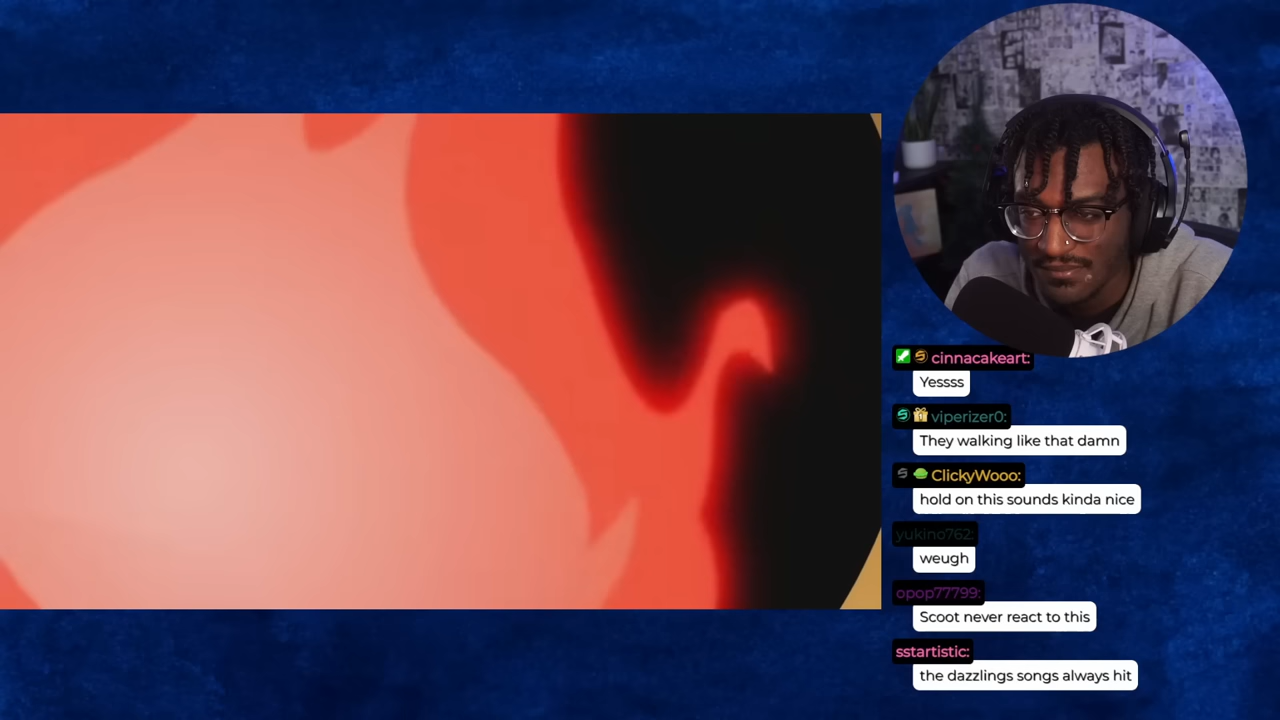 cinnacakeart:
Yessss
viperizer0:
They walking like that damn
ClickyWooo:
hold on this sounds kinda nice
yukino762:
weugh
opop77799:
Scoot never react to this
sstartistic:
the dazzlings songs always hit